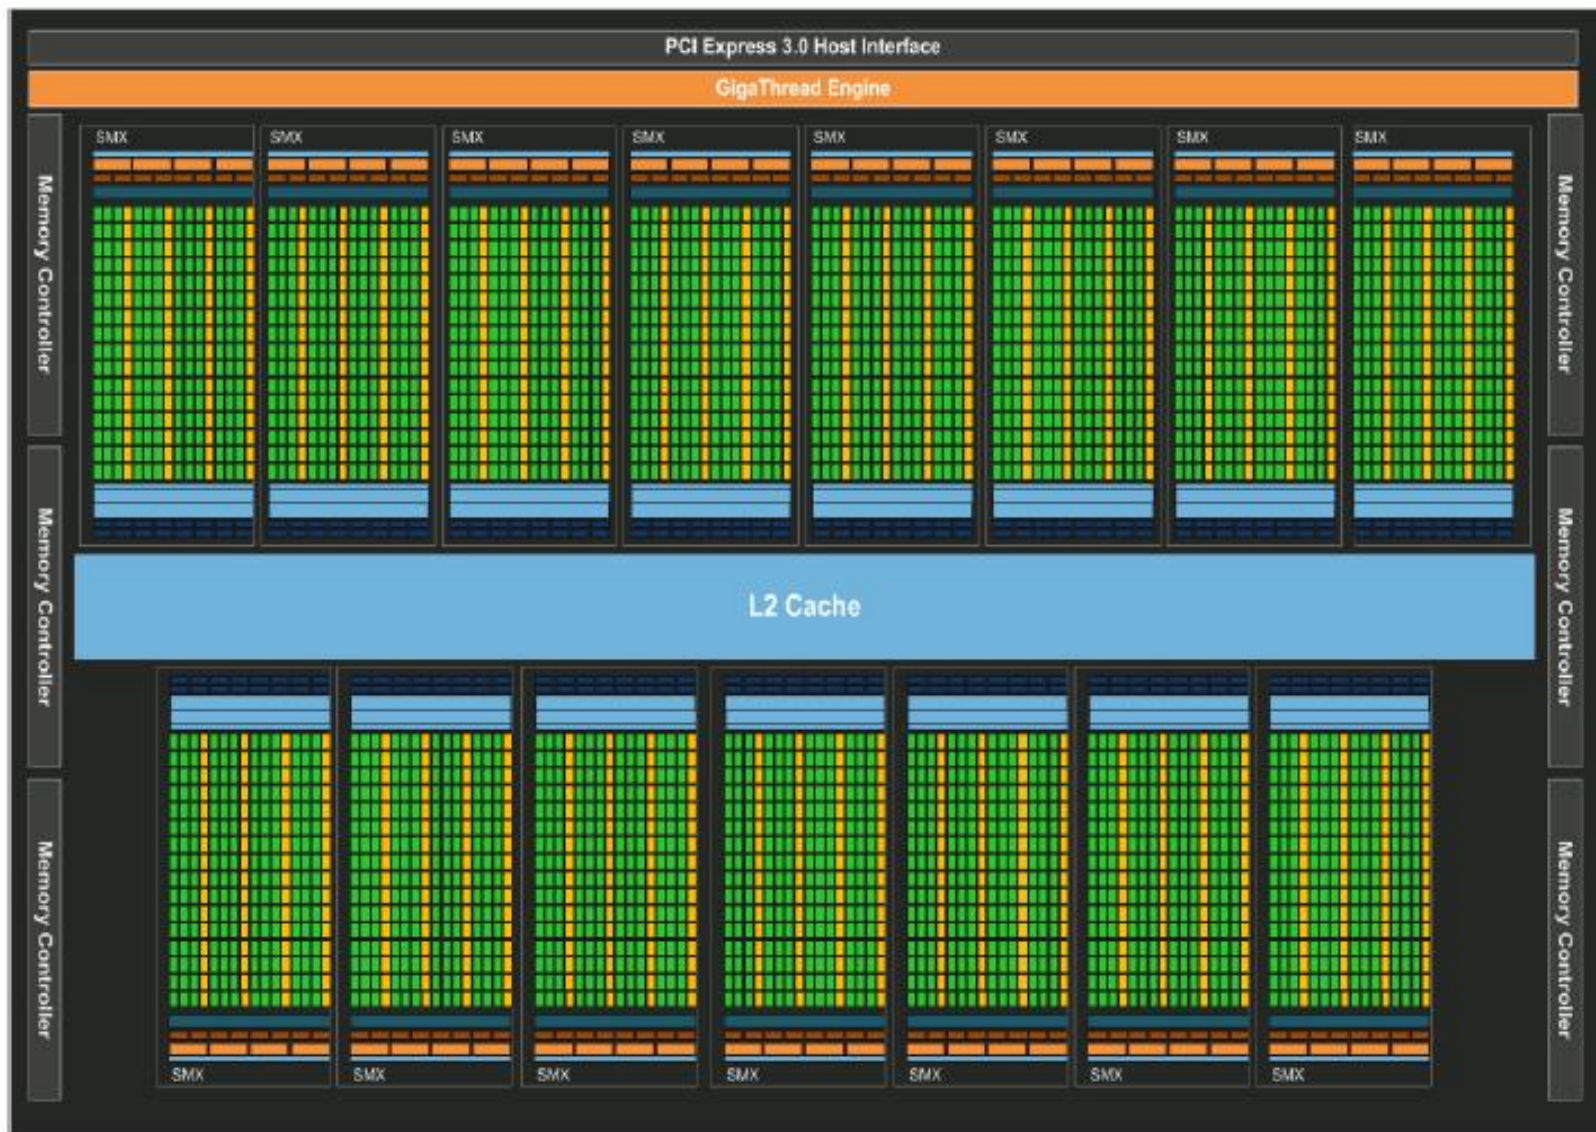 PCI Express 3.0 Host Interface
GigaThread Engine
SMX
SMX
SMX
SMX
SMX
SMX
SMX
SMX
Memory Controller
Memory Controller
Memory Controller
Memory Controller
L2 Cache
Memory Controller
Memory Controller
SMX
SMX
SMX
SMX
SMX
SMX
SMX